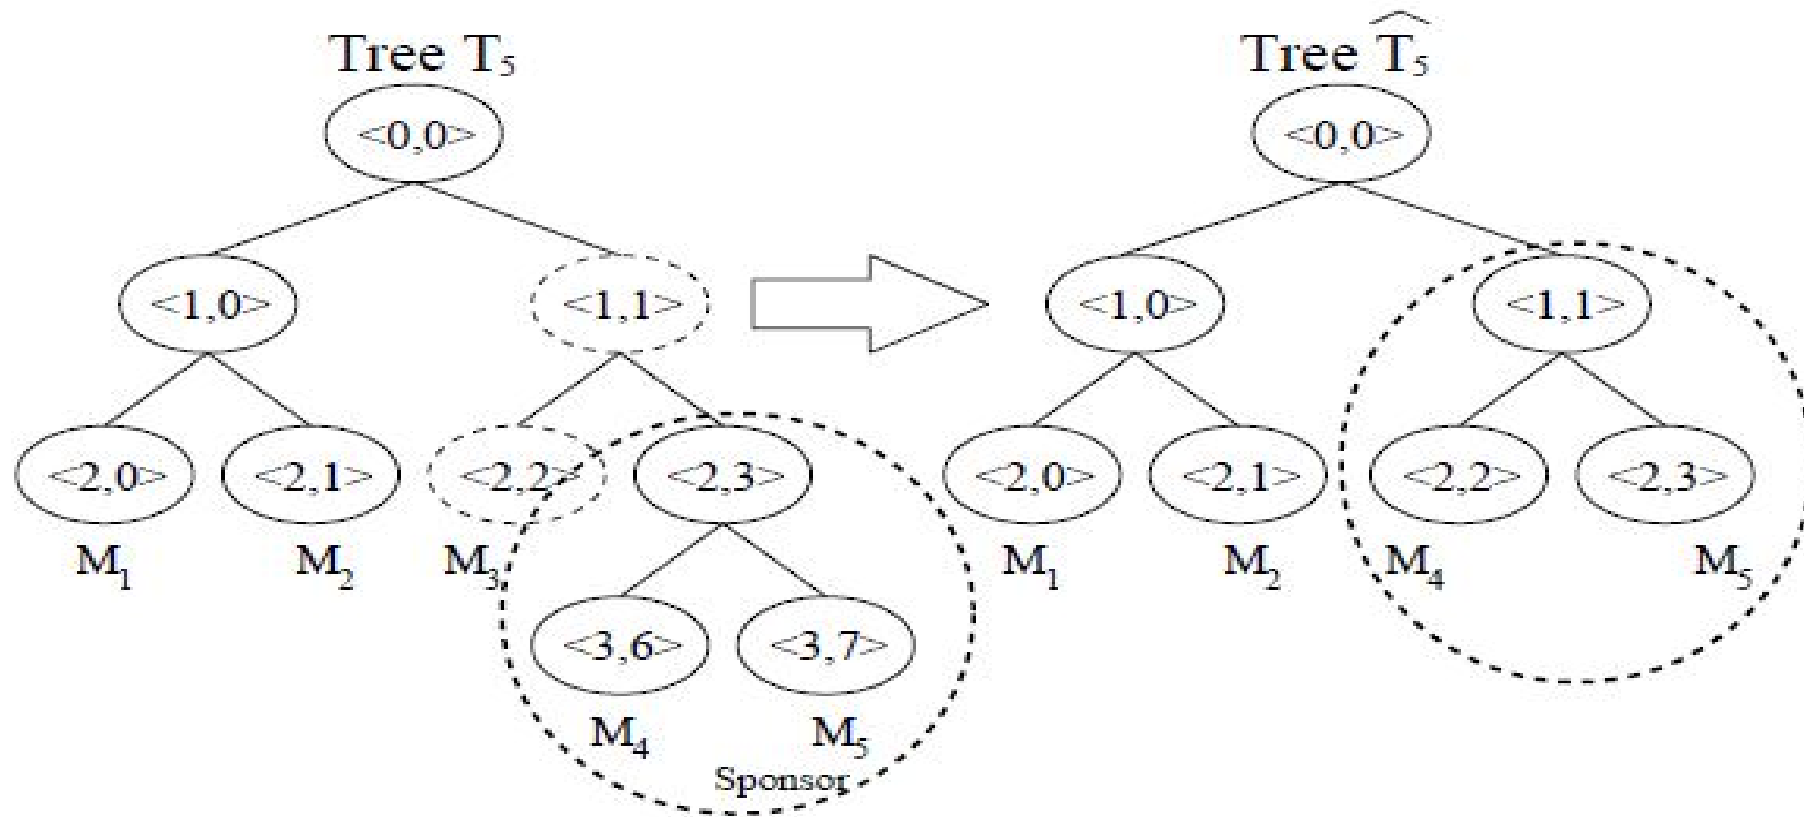 Tree T₅ Tree T̂₅
<0,0> <0,0>
<1,0> <1,1> <1,0> <1,1>
<2,0> <2,1> <2,2> <2,3> <2,0> <2,1> <2,2> <2,3>
M₁ M₂ M₃ M₁ M₂ M₄ M₅
<3,6> <3,7>
M₄ M₅
Sponsor